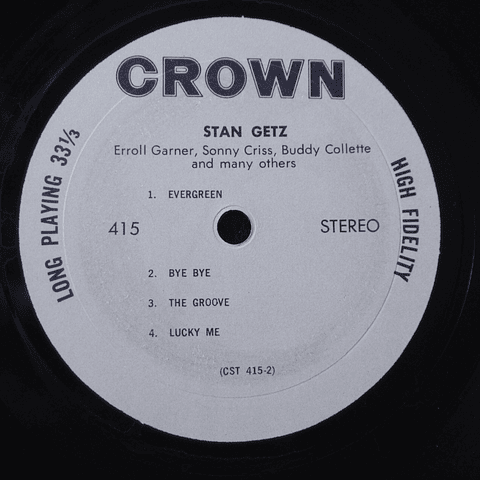 CROWN
STAN GETZ
Erroll Garner, Sonny Criss, Buddy Collette
and many others
LONG PLAYING 33⅓
HIGH FIDELITY
1. EVERGREEN
415
STEREO
2. BYE BYE
3. THE GROOVE
4. LUCKY ME
(CST 415-2)